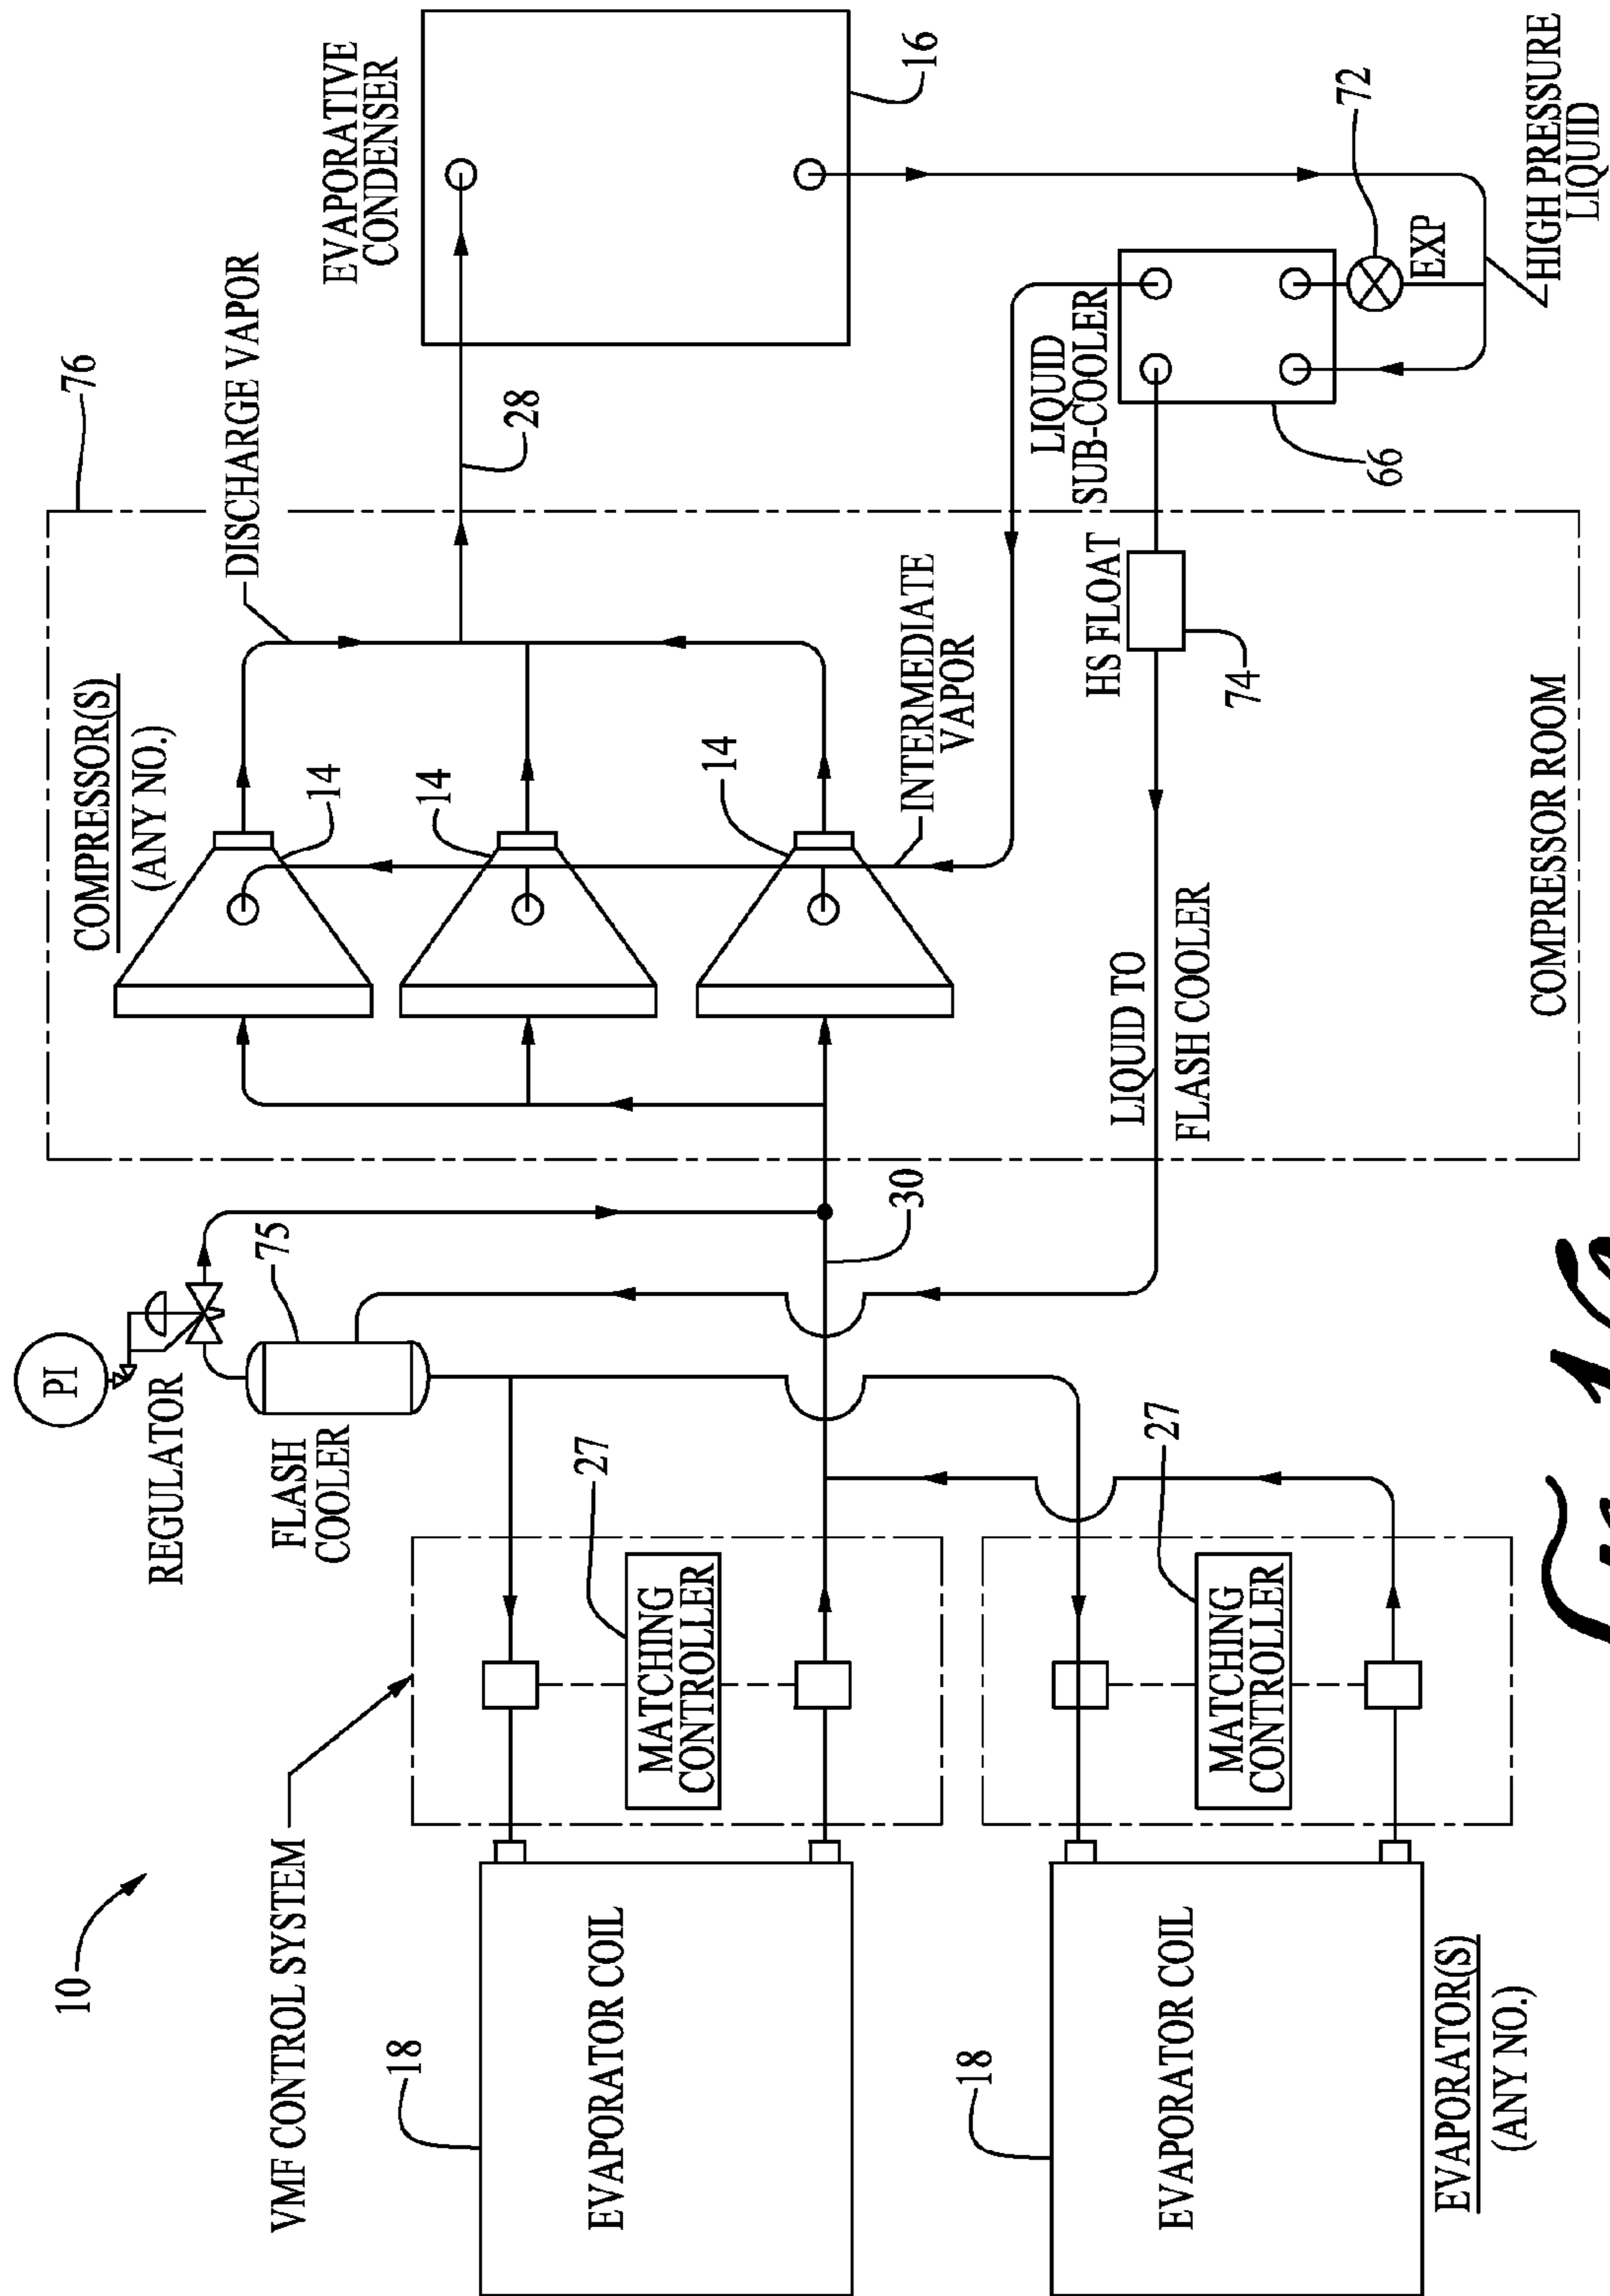 10
VMF CONTROL SYSTEM
18
EVAPORATOR COIL
18
EVAPORATOR COIL
EVAPORATOR(S)
(ANY NO.)
MATCHING
CONTROLLER
27
MATCHING
CONTROLLER
27
PI
REGULATOR
FLASH
COOLER
75
30
LIQUID TO
FLASH COOLER
COMPRESSOR(S)
(ANY NO.)
14
14
14
INTERMEDIATE
VAPOR
DISCHARGE VAPOR
76
28
HS FLOAT
74
COMPRESSOR ROOM
EVAPORATIVE
CONDENSER
16
LIQUID
SUB-COOLER
66
72
EXP
HIGH PRESSURE
LIQUID